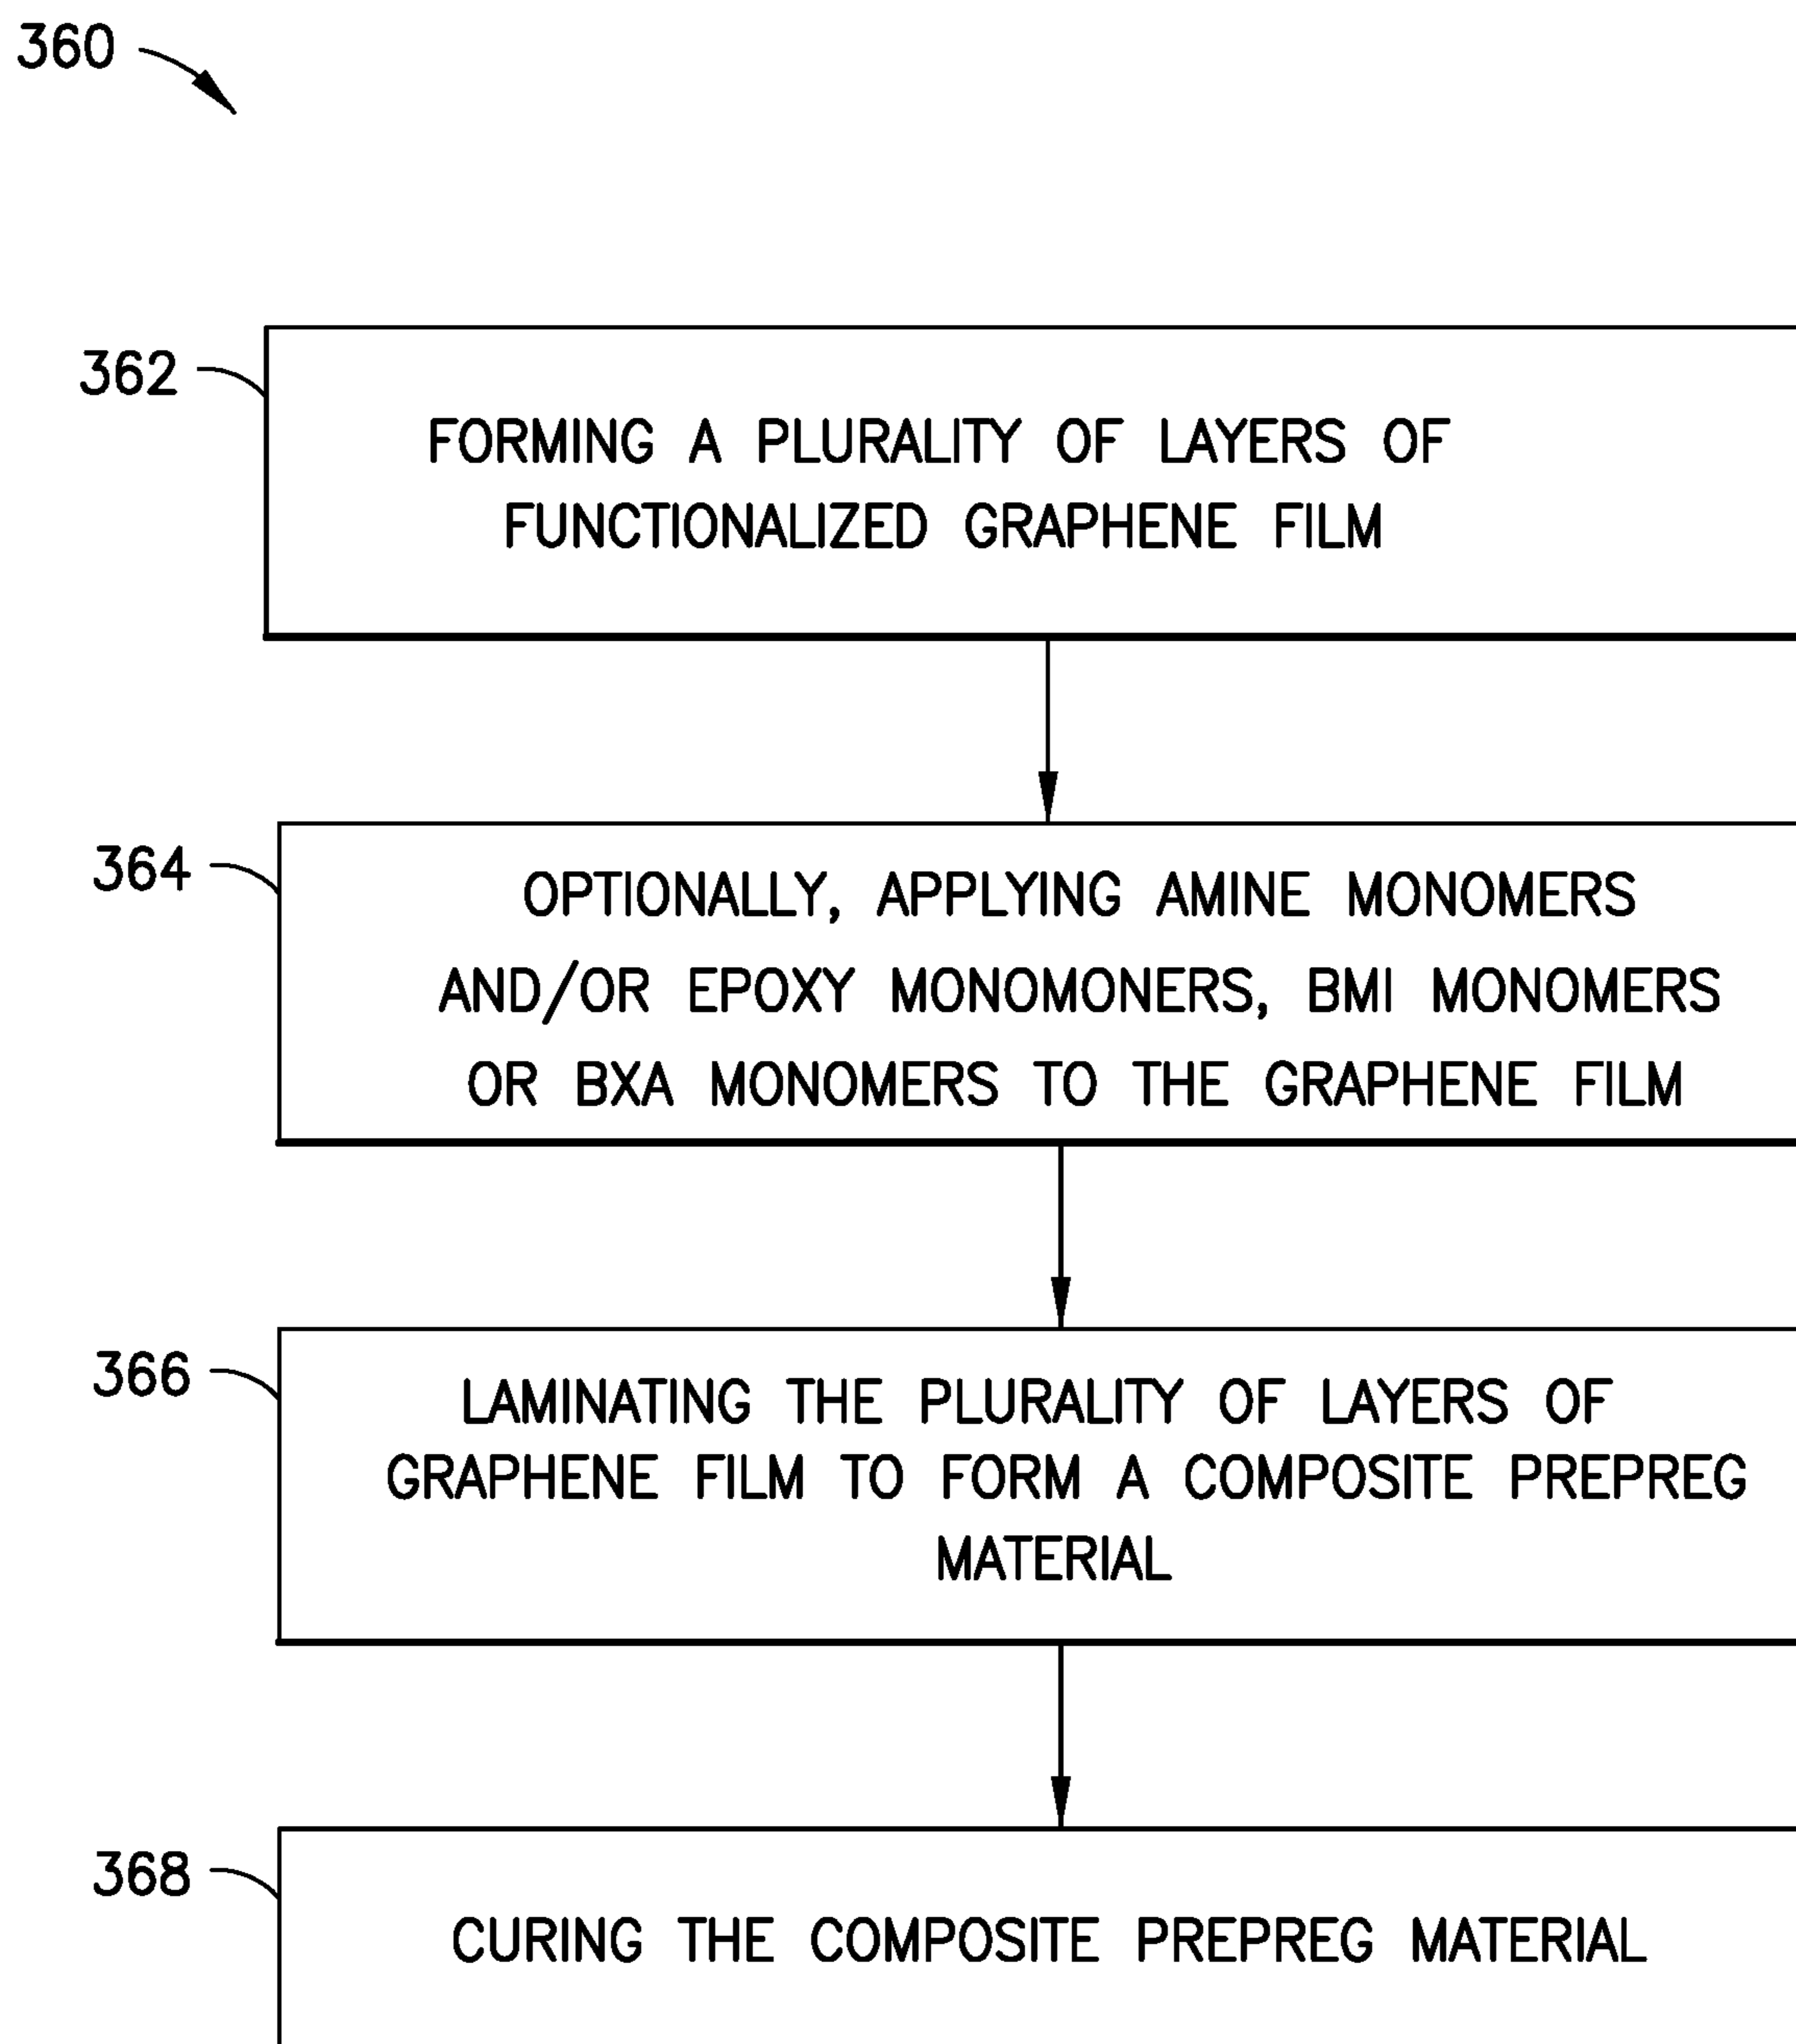 360
362
FORMING A PLURALITY OF LAYERS OF
FUNCTIONALIZED GRAPHENE FILM
364
OPTIONALLY, APPLYING AMINE MONOMERS
AND/OR EPOXY MONOMONERS, BMI MONOMERS
OR BXA MONOMERS TO THE GRAPHENE FILM
366
LAMINATING THE PLURALITY OF LAYERS OF
GRAPHENE FILM TO FORM A COMPOSITE PREPREG
MATERIAL
368
CURING THE COMPOSITE PREPREG MATERIAL